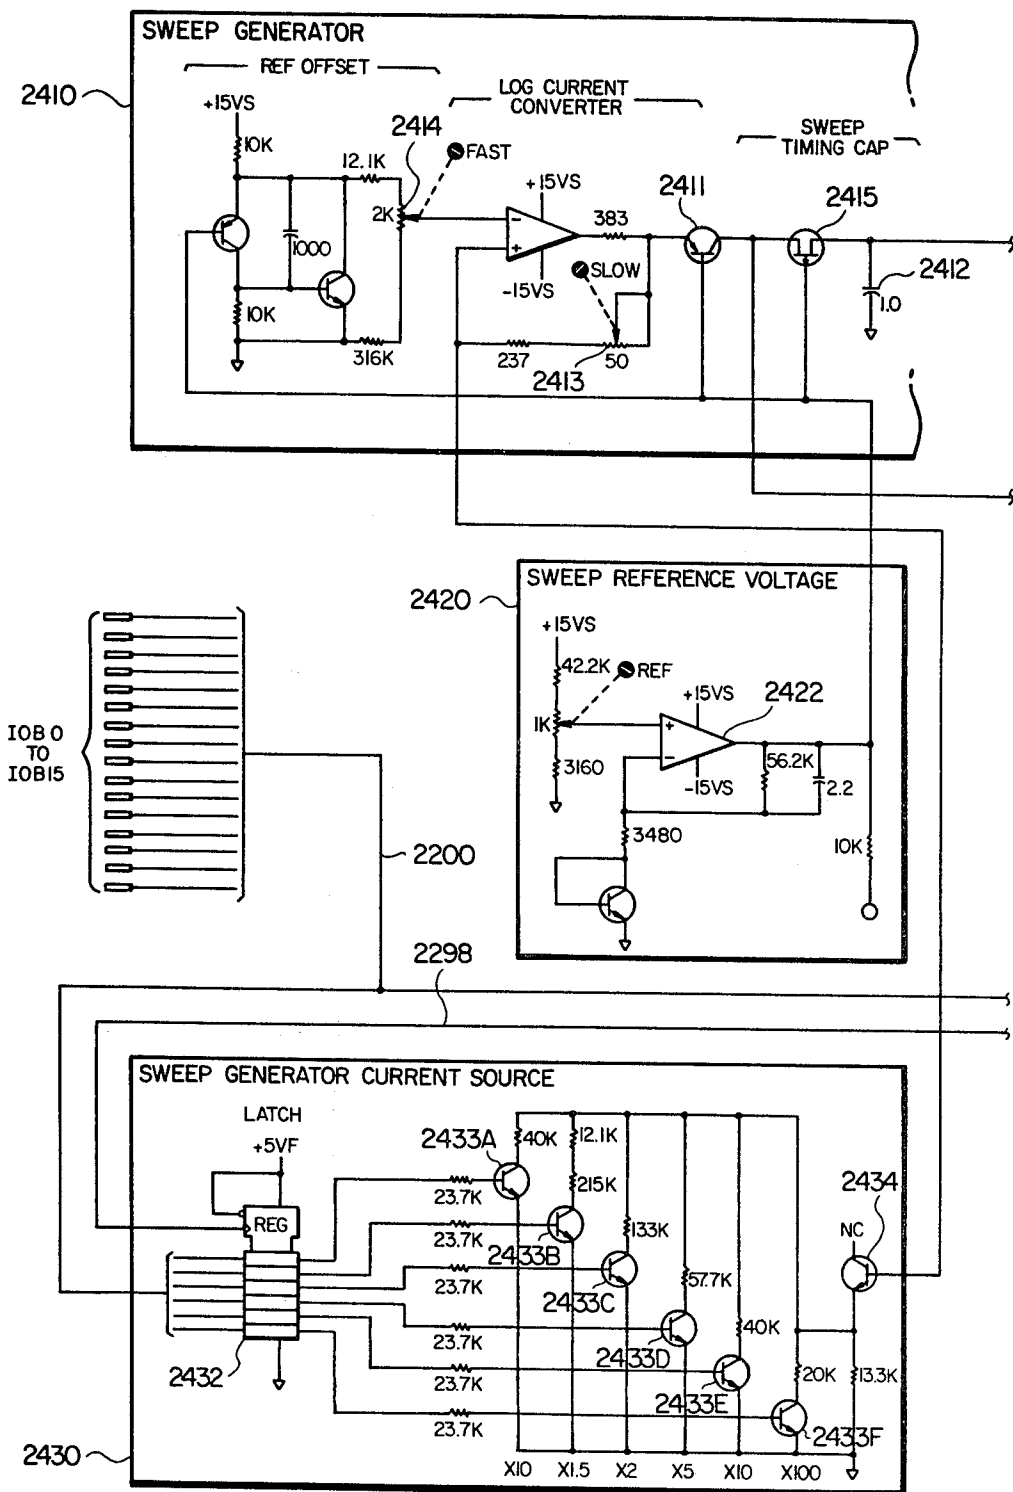 SWEEP GENERATOR
REF OFFSET
LOG CURRENT
CONVERTER
SWEEP
TIMING CAP
2410
+15VS
10K
12.1K
2414
FAST
2K
1000
10K
316K
+15VS
-15VS
383
SLOW
237
2413
50
2411
2415
2412
1.0
SWEEP REFERENCE VOLTAGE
2420
+15VS
42.2K
REF
1K
3160
+15VS
2422
-15VS
56.2K
2.2
3480
10K
IOB 0
TO
IOB15
2200
2298
SWEEP GENERATOR CURRENT SOURCE
LATCH
+5VF
REG
2432
2430
23.7K
23.7K
23.7K
23.7K
23.7K
23.7K
2433A
40K
12.1K
215K
2433B
133K
2433C
57.7K
2433D
40K
2433E
20K
2433F
2434
NC
13.3K
X10
X1.5
X2
X5
X10
X100